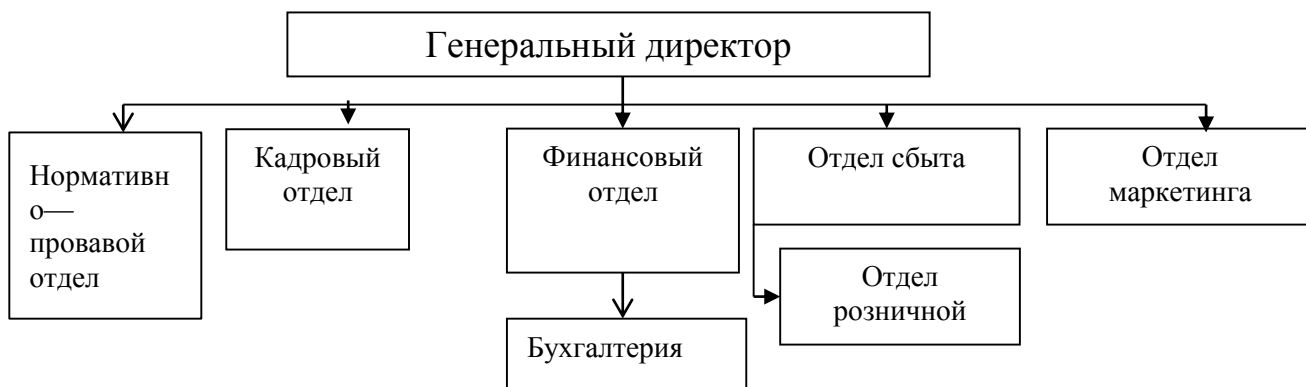 Генеральный директор
Нормативн
о—
провавой
отдел
Кадровый
отдел
Финансовый
отдел
Отдел сбыта
Отдел
маркетинга
Отдел
розничной
Бухгалтерия